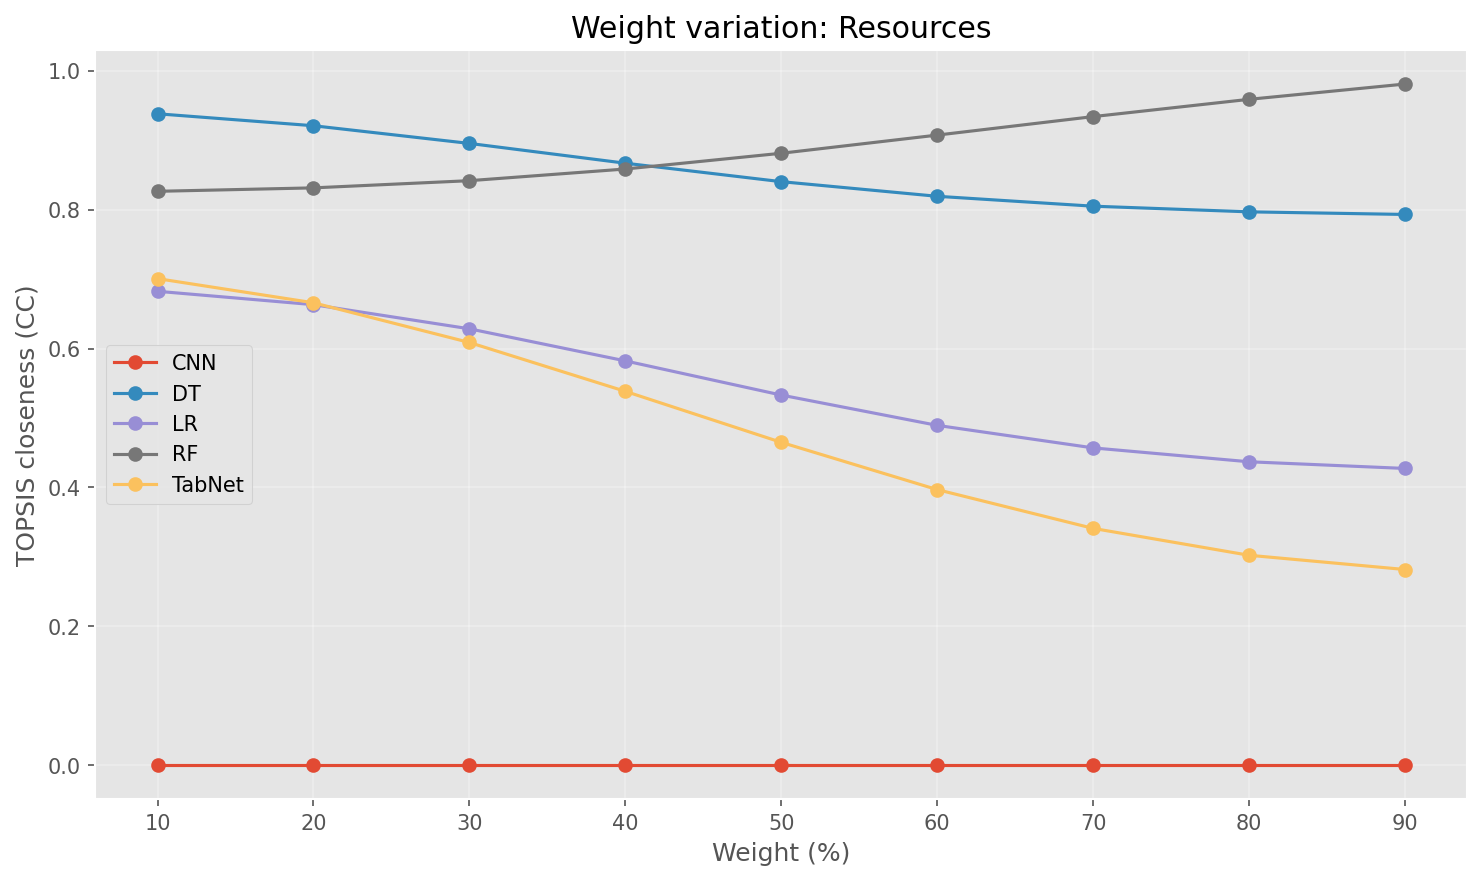 Weight variation: Resources
TOPSIS closeness (CC)
1.0
0.8
0.6
0.4
0.2
0.0
CNN
DT
LR
RF
TabNet
10 20 30 40 50 60 70 80 90
Weight (%)